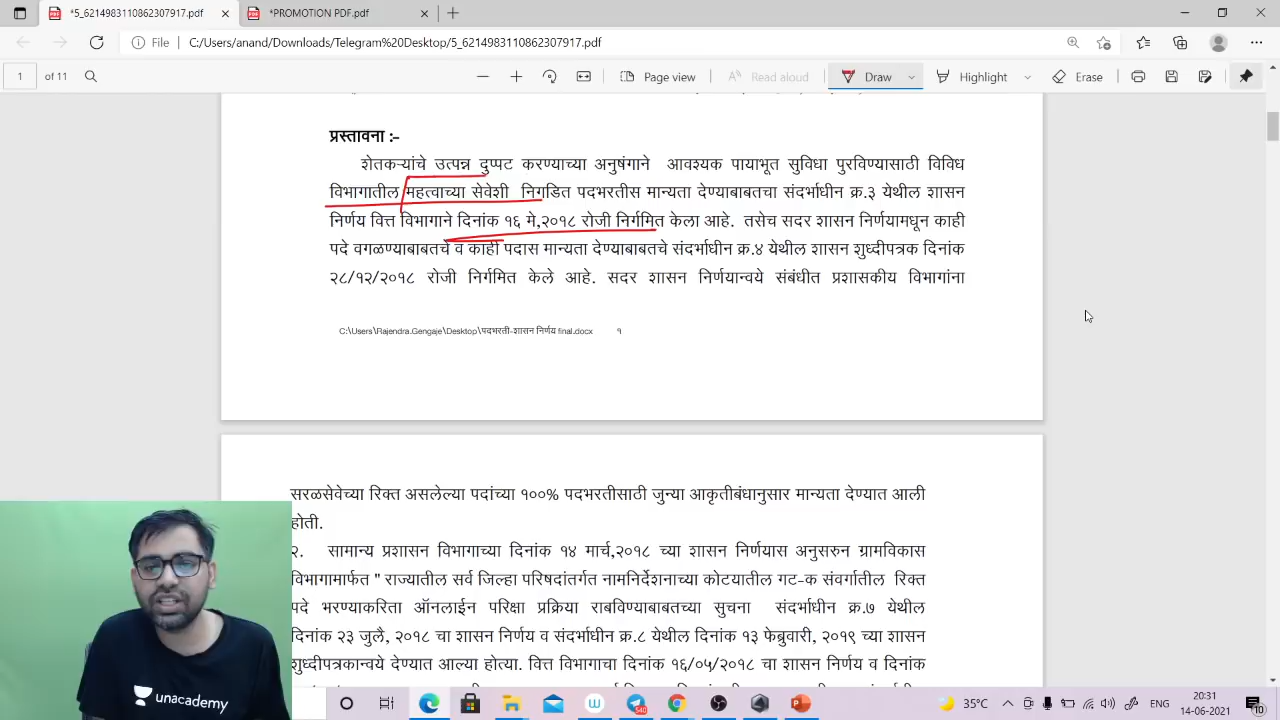 *5_6214983110862307917.PDF
*PROMOTION PDF.PDF
File
C:/Users/anand/Downloads/Telegram%20Desktop/5_6214983110862307917.pdf
1 of 11
Page view
Read aloud
Draw
Highlight
Erase
प्रस्तावना :-
शेतकऱ्यांचे उत्पन्न दुप्पट करण्याच्या अनुषंगाने आवश्यक पायाभूत सुविधा पुरविण्यासाठी विविध
विभागातील महत्वाच्या सेवेशी निगडित पदभरतीस मान्यता देण्याबाबतचा संदर्भाधीन क्र.३ येथील शासन
निर्णय वित्त विभागाने दिनांक १६ मे,२०१८ रोजी निर्गमित केला आहे. तसेच सदर शासन निर्णयामधून काही
पदे वगळण्याबाबतचे व काही पदास मान्यता देण्याबाबतचे संदर्भाधीन क्र.४ येथील शासन शुध्दीपत्रक दिनांक
२८/१२/२०१८ रोजी निर्गमित केले आहे. सदर शासन निर्णयान्वये संबंधीत प्रशासकीय विभागांना
C:\Users\Rajendra.Gengaje\Desktop\पदभरती-शासन निर्णय final.docx १
सरळसेवेच्या रिक्त असलेल्या पदांच्या १००% पदभरतीसाठी जुन्या आकृतीबंधानुसार मान्यता देण्यात आली
होती.
२. सामान्य प्रशासन विभागाच्या दिनांक १४ मार्च,२०१८ च्या शासन निर्णयास अनुसरुन ग्रामविकास
विभागामार्फत " राज्यातील सर्व जिल्हा परिषदांतर्गत नामनिर्देशनाच्या कोटयातील गट-क संवर्गातील रिक्त
पदे भरण्याकरिता ऑनलाईन परिक्षा प्रक्रिया राबविण्याबाबतच्या सुचना संदर्भाधीन क्र.७ येथील
दिनांक २३ जुलै, २०१८ चा शासन निर्णय व संदर्भाधीन क्र.८ येथील दिनांक १३ फेब्रुवारी, २०१९ च्या शासन
शुध्दीपत्रकान्वये देण्यात आल्या होत्या. वित्त विभागाचा दिनांक १६/०५/२०१८ चा शासन निर्णय व दिनांक
unacademy
540
35°C
ENG
20:31
14-06-2021
10